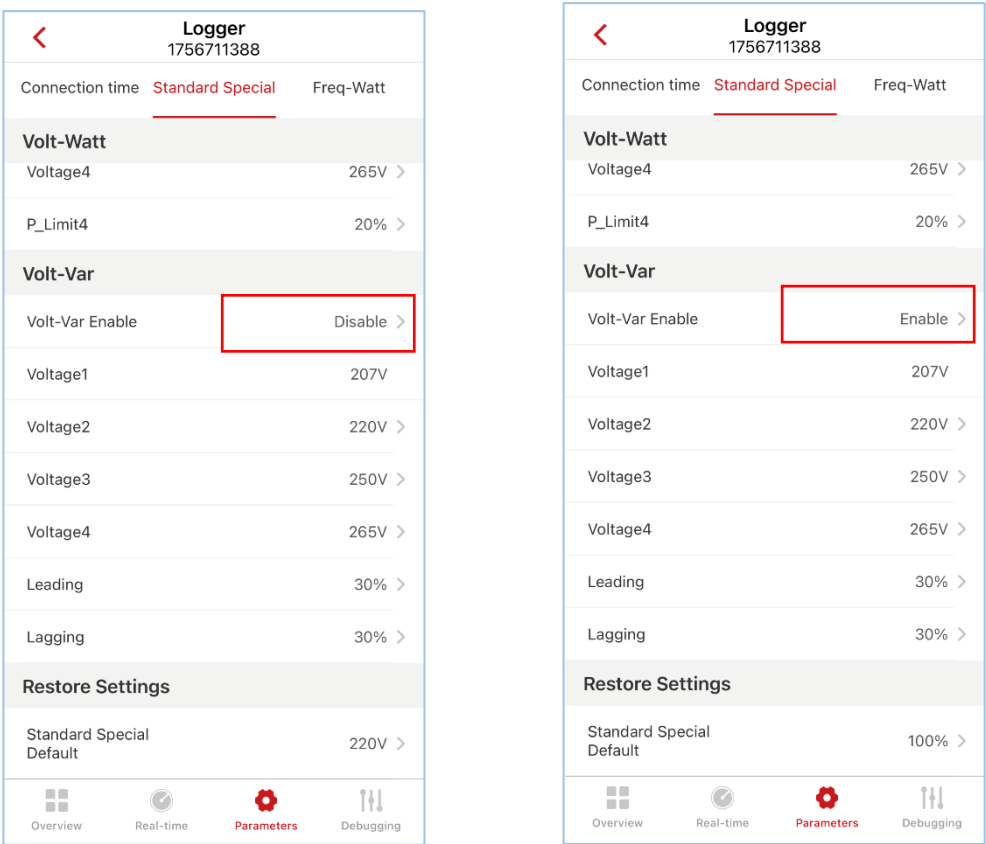 Logger
1756711388
Connection time Standard Special Freq-Watt
Volt-Watt
Voltage4 265V
P_Limit4 20%
Volt-Var
Volt-Var Enable Disable
Voltage1 207V
Voltage2 220V
Voltage3 250V
Voltage4 265V
Leading 30%
Lagging 30%
Restore Settings
Standard Special
Default 220V
Overview Real-time Parameters Debugging
Logger
1756711388
Connection time Standard Special Freq-Watt
Volt-Watt
Voltage4 265V
P_Limit4 20%
Volt-Var
Volt-Var Enable Enable
Voltage1 207V
Voltage2 220V
Voltage3 250V
Voltage4 265V
Leading 30%
Lagging 30%
Restore Settings
Standard Special
Default 100%
Overview Real-time Parameters Debugging